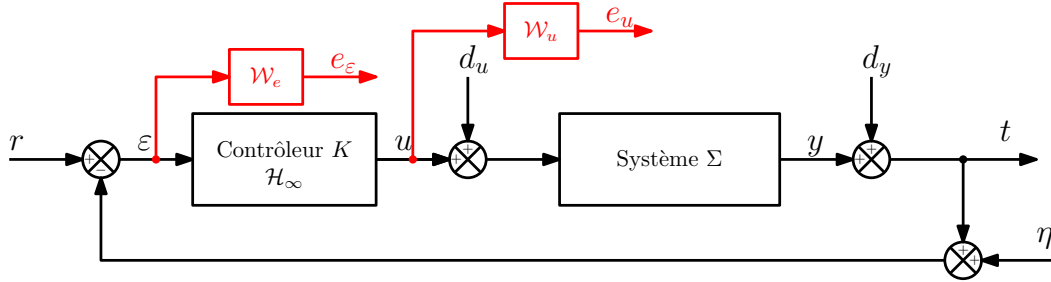 𝒲_u
e_u
𝒲_e
e_ε
d_u
d_y
r
+
−
ε
Contrôleur K
ℋ_∞
u
+
+
Système Σ
y
+
+
t
+
+
η